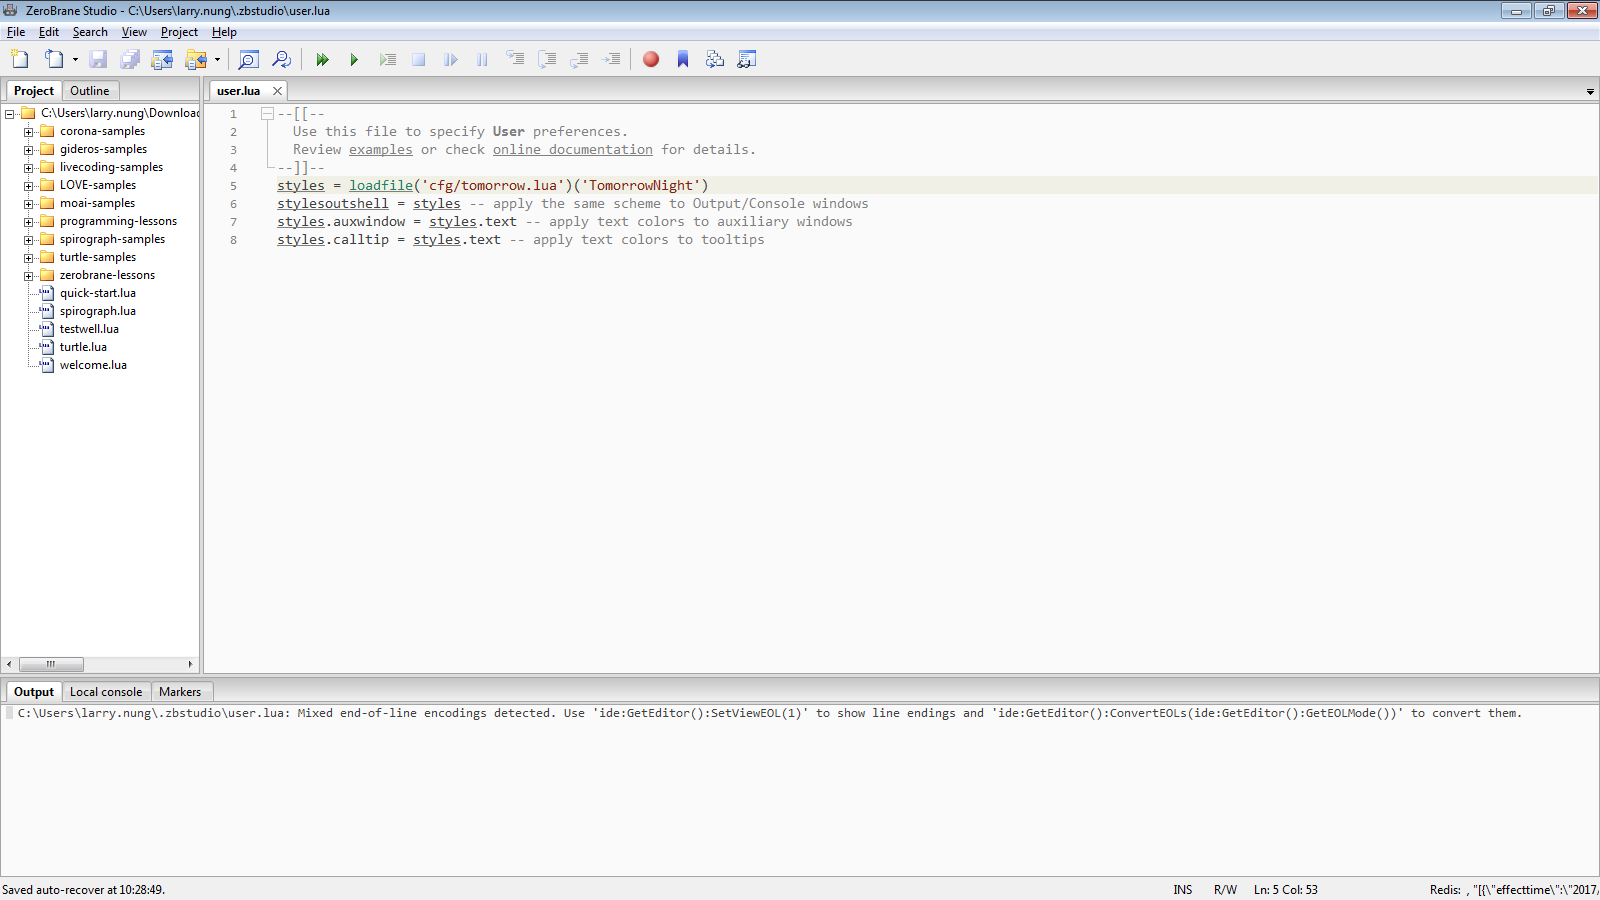 ZeroBrane Studio - C:\Users\larry.nung\.zbstudio\user.lua
File Edit Search View Project Help
Project Outline
C:\Users\larry.nung\Downloac
corona-samples
gideros-samples
livecoding-samples
LOVE-samples
moai-samples
programming-lessons
spirograph-samples
turtle-samples
zerobrane-lessons
quick-start.lua
spirograph.lua
testwell.lua
turtle.lua
welcome.lua
user.lua
1 --[[--
2 Use this file to specify User preferences.
3 Review examples or check online documentation for details.
4 --]]--
5 styles = loadfile('cfg/tomorrow.lua')('TomorrowNight')
6 stylesoutshell = styles -- apply the same scheme to Output/Console windows
7 styles.auxwindow = styles.text -- apply text colors to auxiliary windows
8 styles.calltip = styles.text -- apply text colors to tooltips
Output Local console Markers
C:\Users\larry.nung\.zbstudio\user.lua: Mixed end-of-line encodings detected. Use 'ide:GetEditor():SetViewEOL(1)' to show line endings and 'ide:GetEditor():ConvertEOLs(ide:GetEditor():GetEOLMode())' to convert them.
Saved auto-recover at 10:28:49. INS R/W Ln: 5 Col: 53 Redis: , "[{\"effecttime\":\"2017/